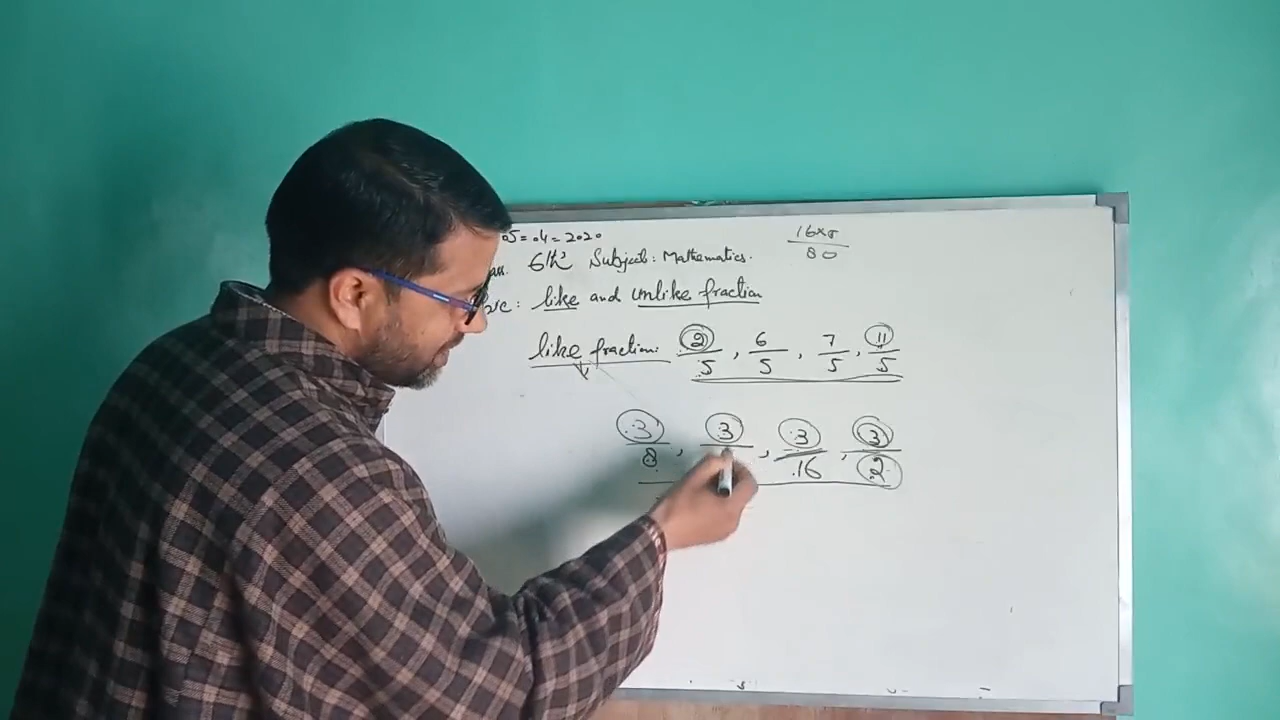 05=04=2020
16×5
80
6th Subject: Mathematics.
: like and Unlike fraction
like fraction: 2/5, 6/5, 7/5, 11/5
3/8, 3, 3/16, 3/2